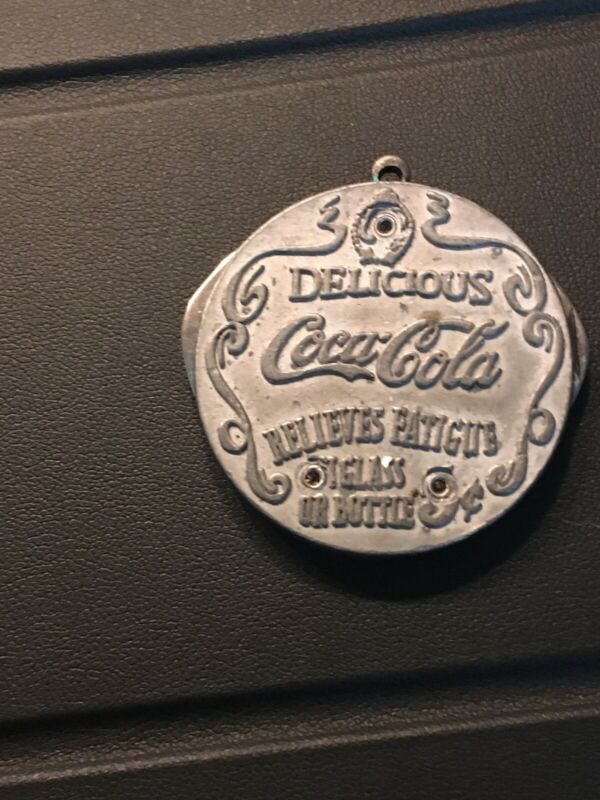 DELICIOUS
Coca-Cola
RELIEVES FATIGUE
GLASS
OR BOTTLE 5¢